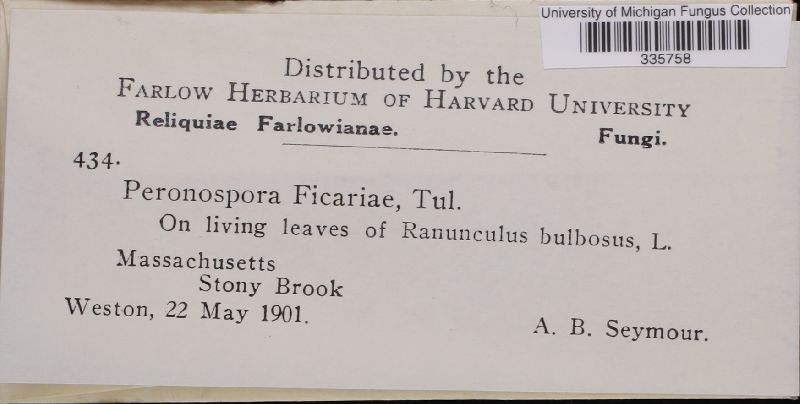 University of Michigan Fungus Collection
335758
Distributed by the
FARLOW HERBARIUM OF HARVARD UNIVERSITY
Reliquiae Farlowianae. Fungi.
434.
Peronospora Ficariae, Tul.
On living leaves of Ranunculus bulbosus, L.
Massachusetts
Stony Brook
Weston, 22 May 1901.
A. B. Seymour.